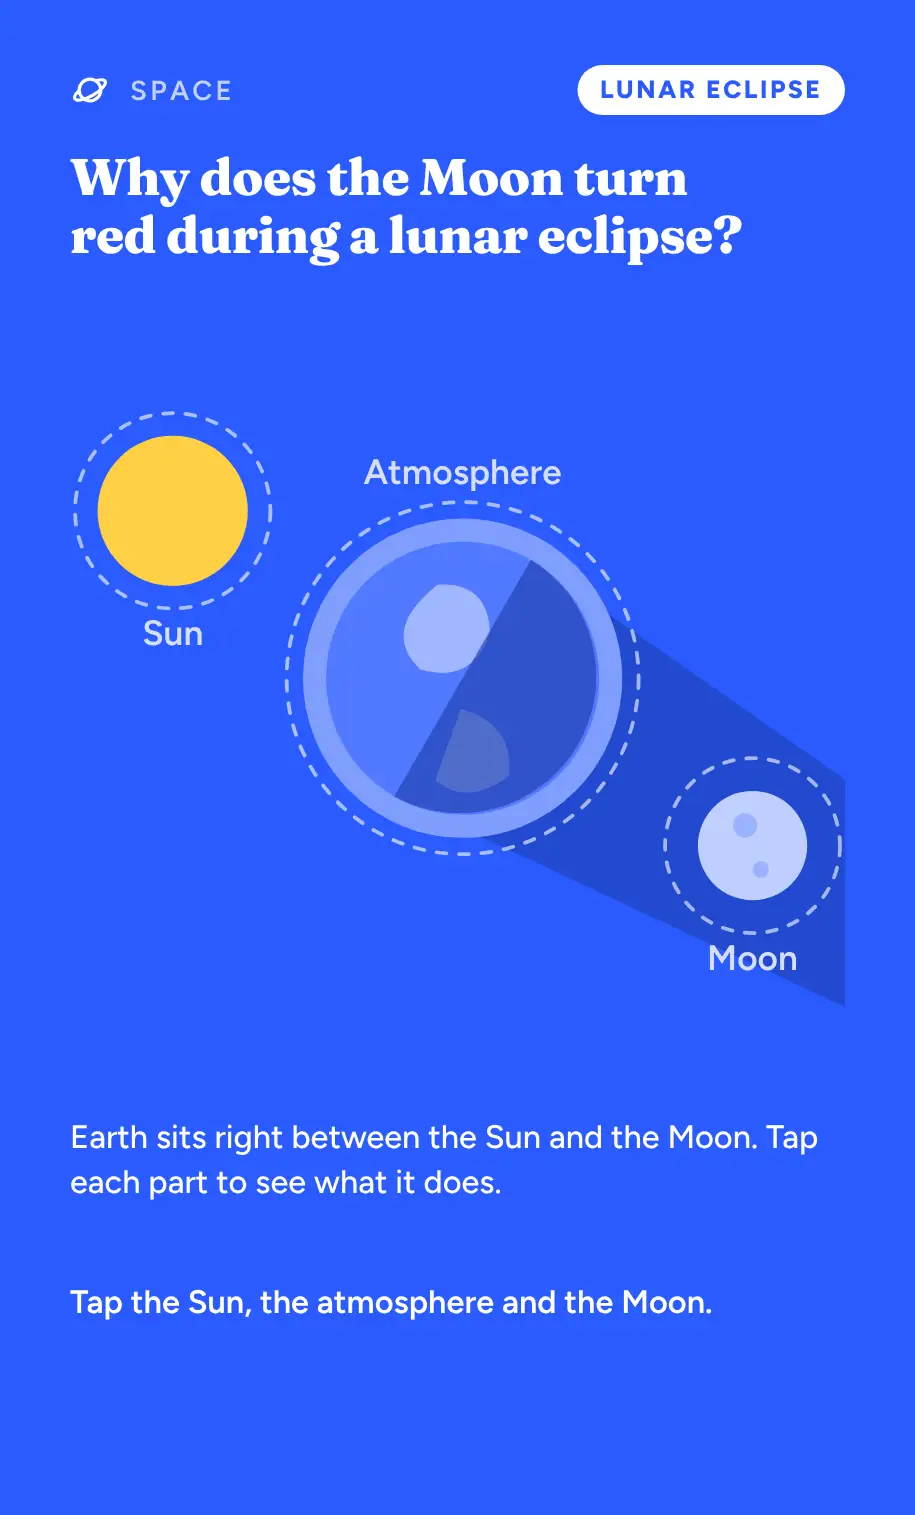 SPACE
LUNAR ECLIPSE
Why does the Moon turn
red during a lunar eclipse?
Atmosphere
Sun
Moon
Earth sits right between the Sun and the Moon. Tap
each part to see what it does.
Tap the Sun, the atmosphere and the Moon.